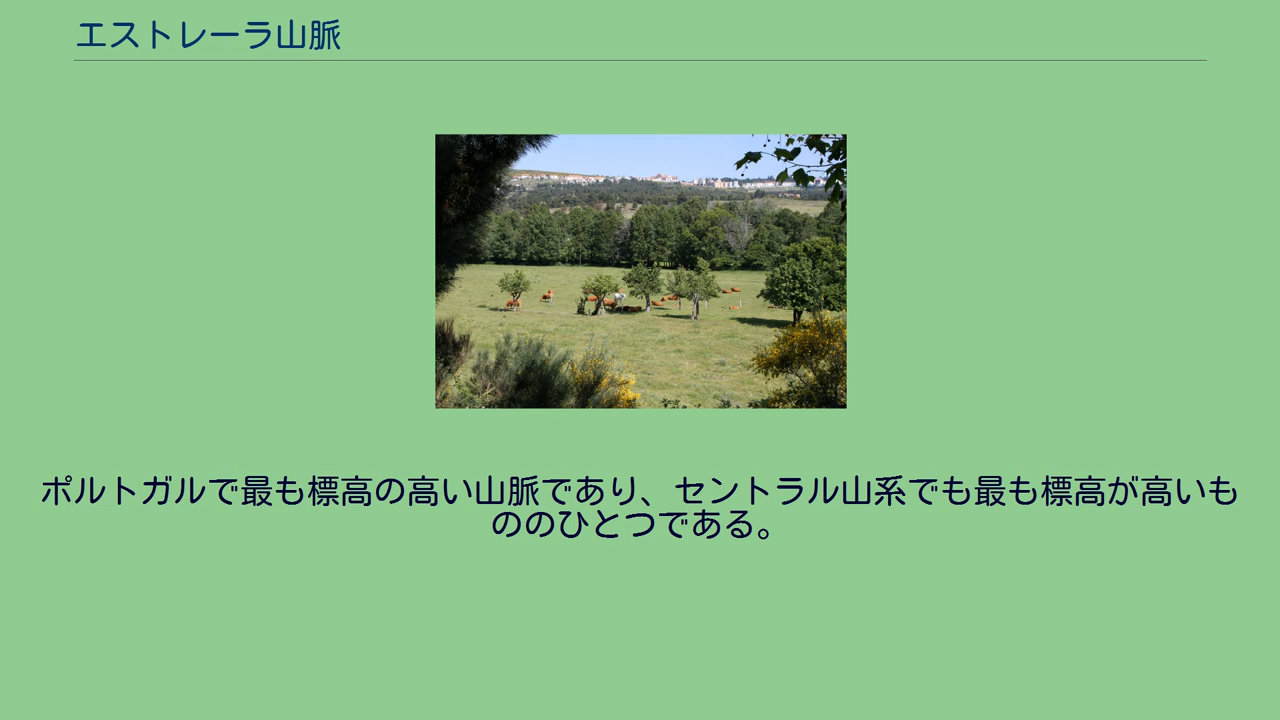 エストレーラ山脈
ポルトガルで最も標高の高い山脈であり、セントラル山系でも最も標高が高いも
ののひとつである。